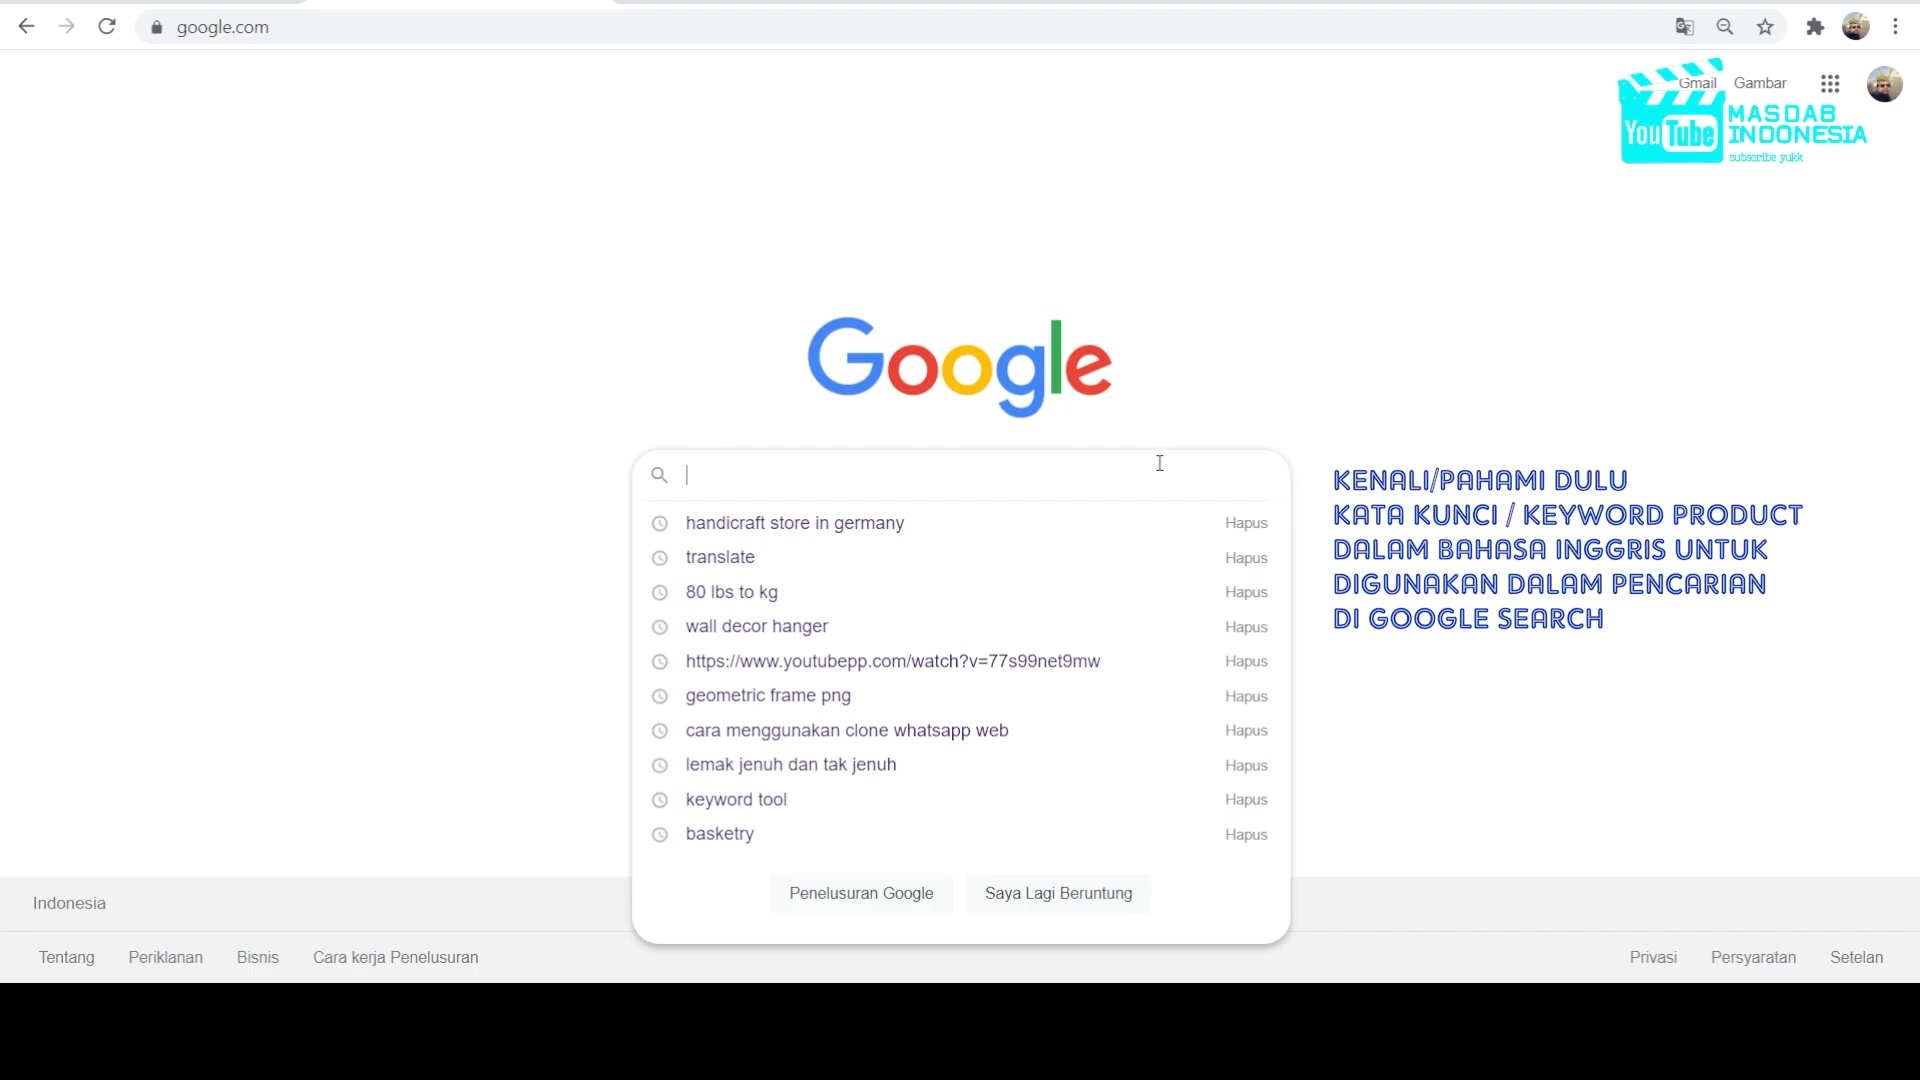 google.com
Gmail Gambar
YouTube
MASDAB
INDONESIA
subscribe yukk
Google
handicraft store in germany Hapus
translate Hapus
80 lbs to kg Hapus
wall decor hanger Hapus
https://www.youtubepp.com/watch?v=77s99net9mw Hapus
geometric frame png Hapus
cara menggunakan clone whatsapp web Hapus
lemak jenuh dan tak jenuh Hapus
keyword tool Hapus
basketry Hapus
Penelusuran Google Saya Lagi Beruntung
KENALI/PAHAMI DULU
KATA KUNCI / KEYWORD PRODUCT
DALAM BAHASA INGGRIS UNTUK
DIGUNAKAN DALAM PENCARIAN
DI GOOGLE SEARCH
Indonesia
Tentang Periklanan Bisnis Cara kerja Penelusuran Privasi Persyaratan Setelan